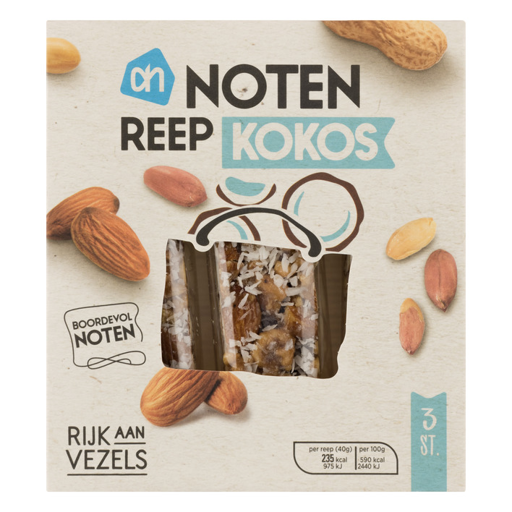 ah
NOTEN
REEP KOKOS
BOORDEVOL
NOTEN
RIJK AAN
VEZELS
per reep (40g) per 100g
235 kcal 590 kcal
975 kJ 2440 kJ
3
ST.